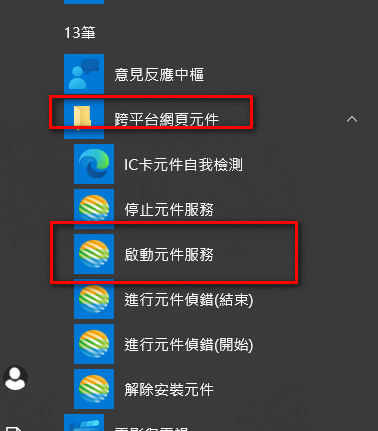 13筆
意見反應中樞
跨平台網頁元件
IC卡元件自我檢測
停止元件服務
啟動元件服務
進行元件偵錯(結束)
進行元件偵錯(開始)
解除安裝元件